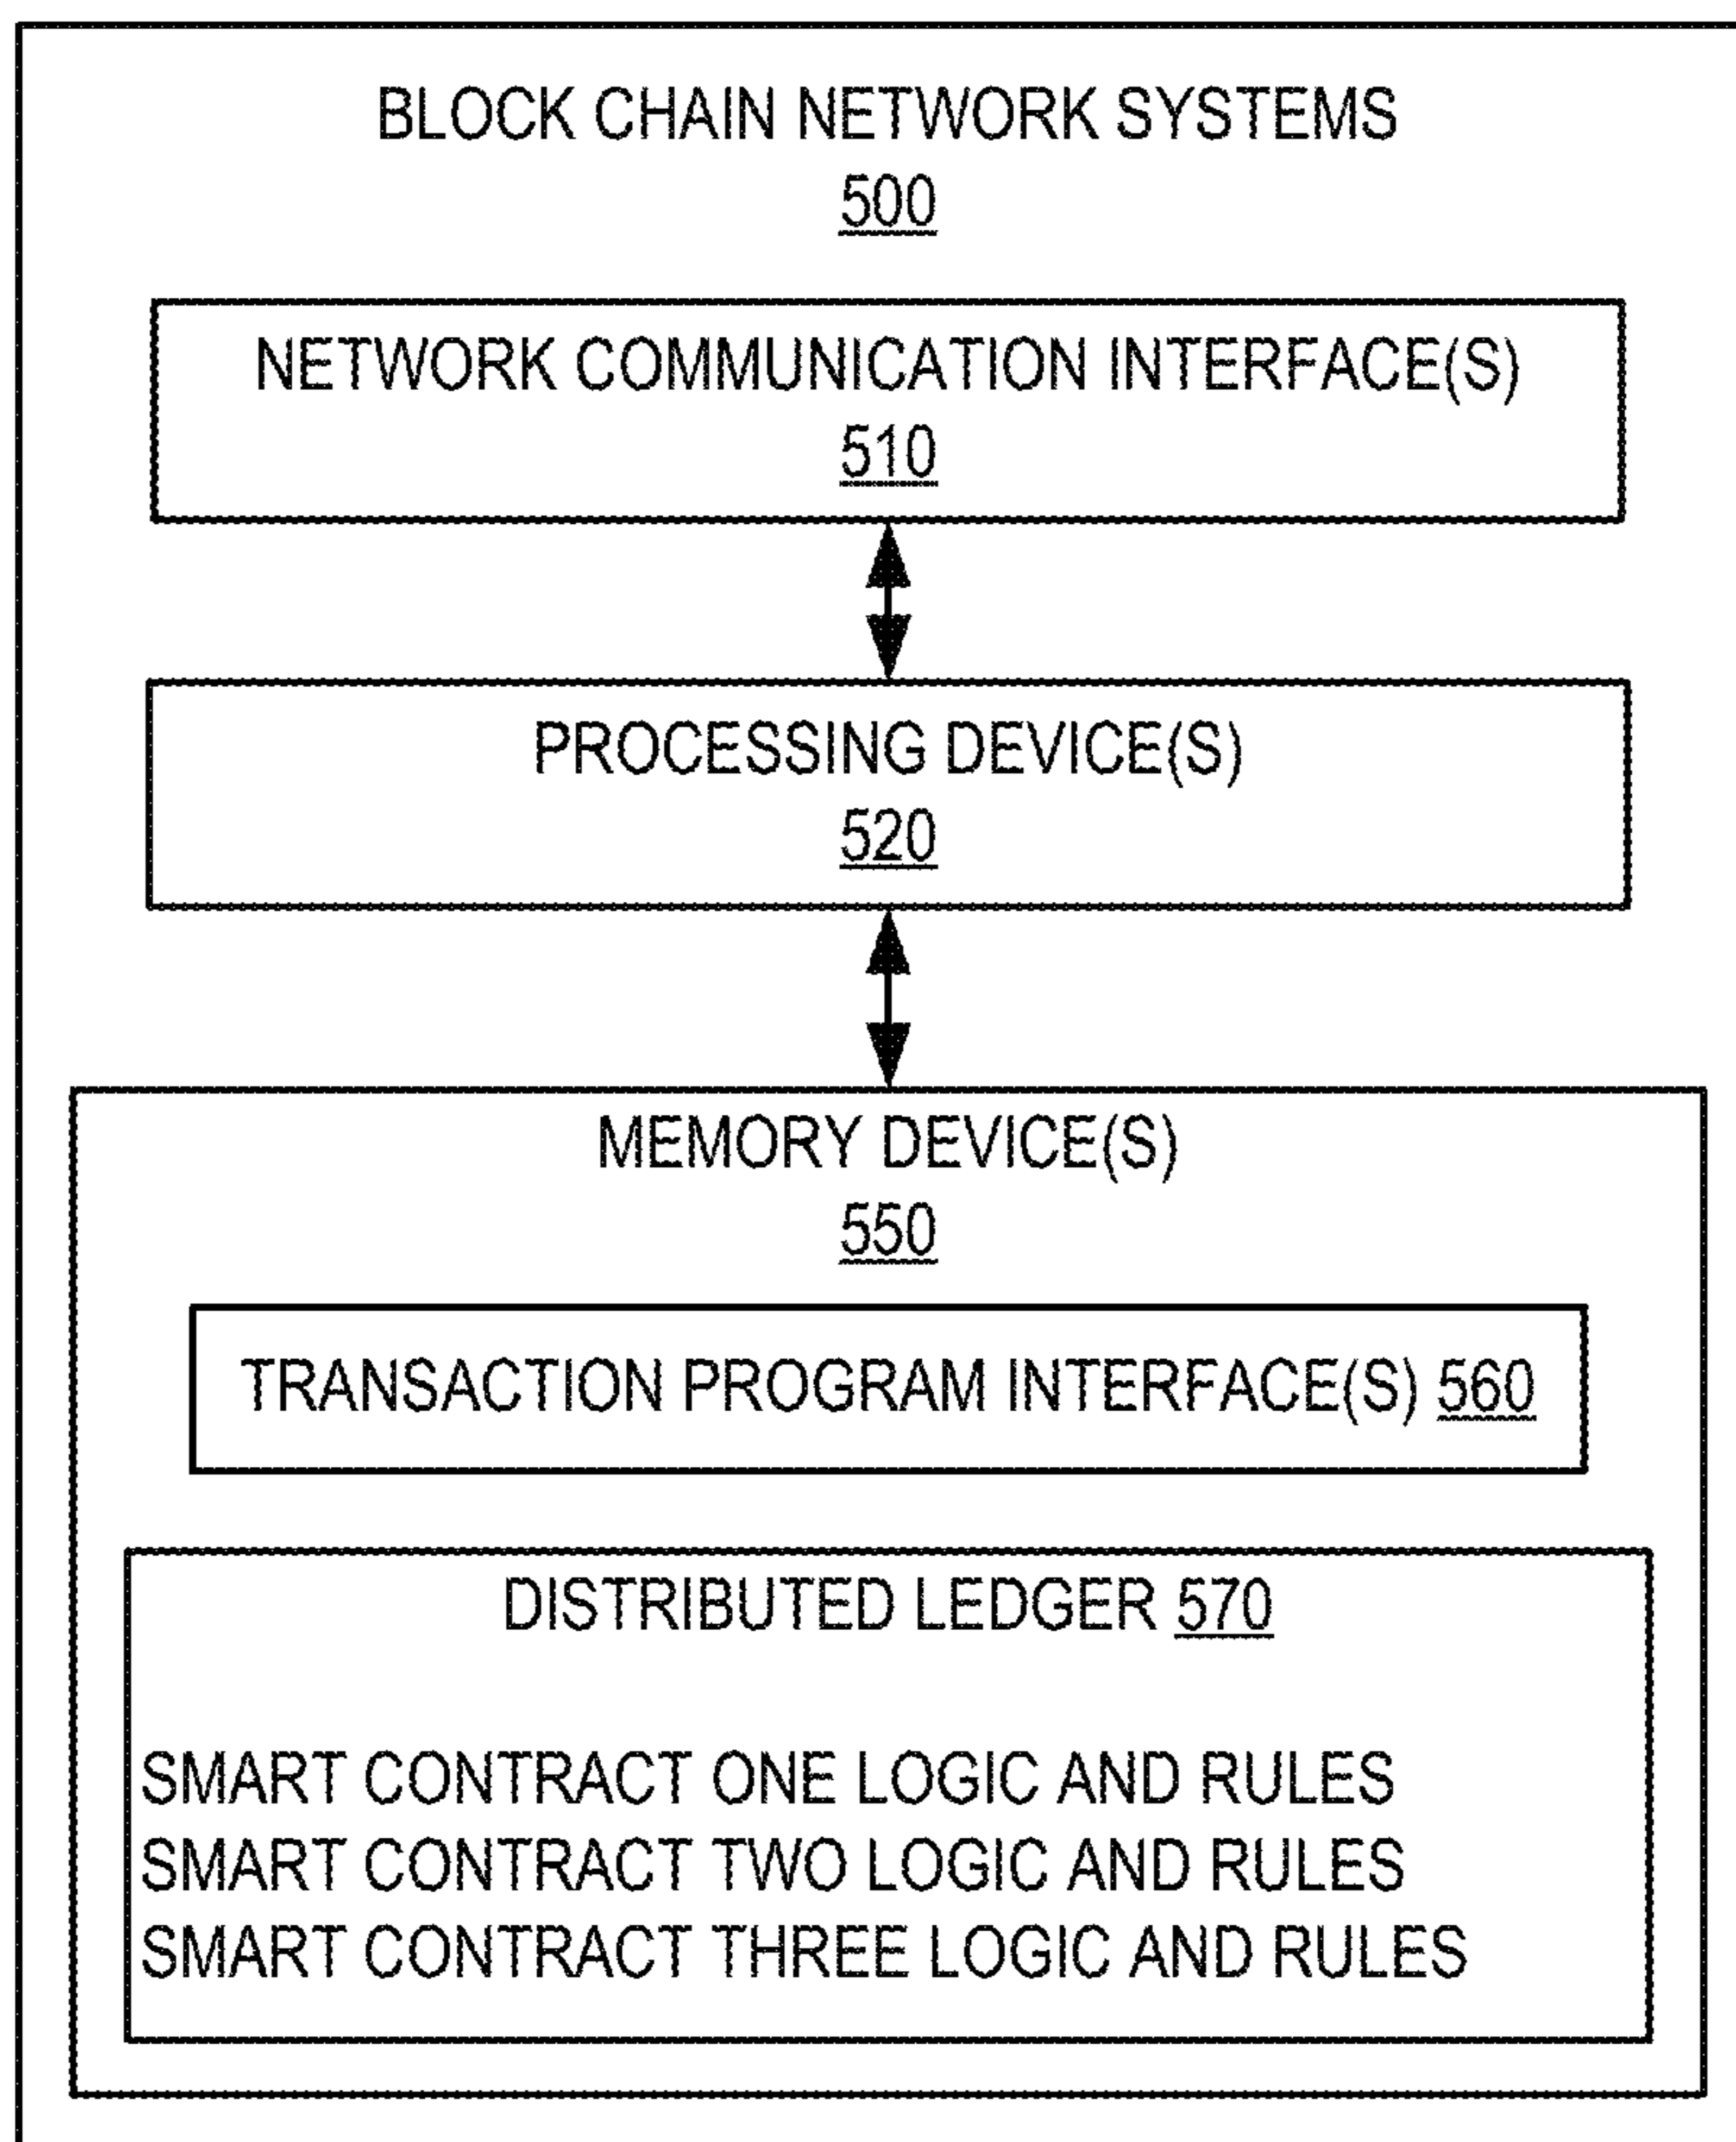 BLOCK CHAIN NETWORK SYSTEMS
500
NETWORK COMMUNICATION INTERFACE(S)
510
PROCESSING DEVICE(S)
520
MEMORY DEVICE(S)
550
TRANSACTION PROGRAM INTERFACE(S) 560
DISTRIBUTED LEDGER 570
SMART CONTRACT ONE LOGIC AND RULES
SMART CONTRACT TWO LOGIC AND RULES
SMART CONTRACT THREE LOGIC AND RULES